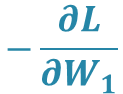 − ∂L / ∂W₁